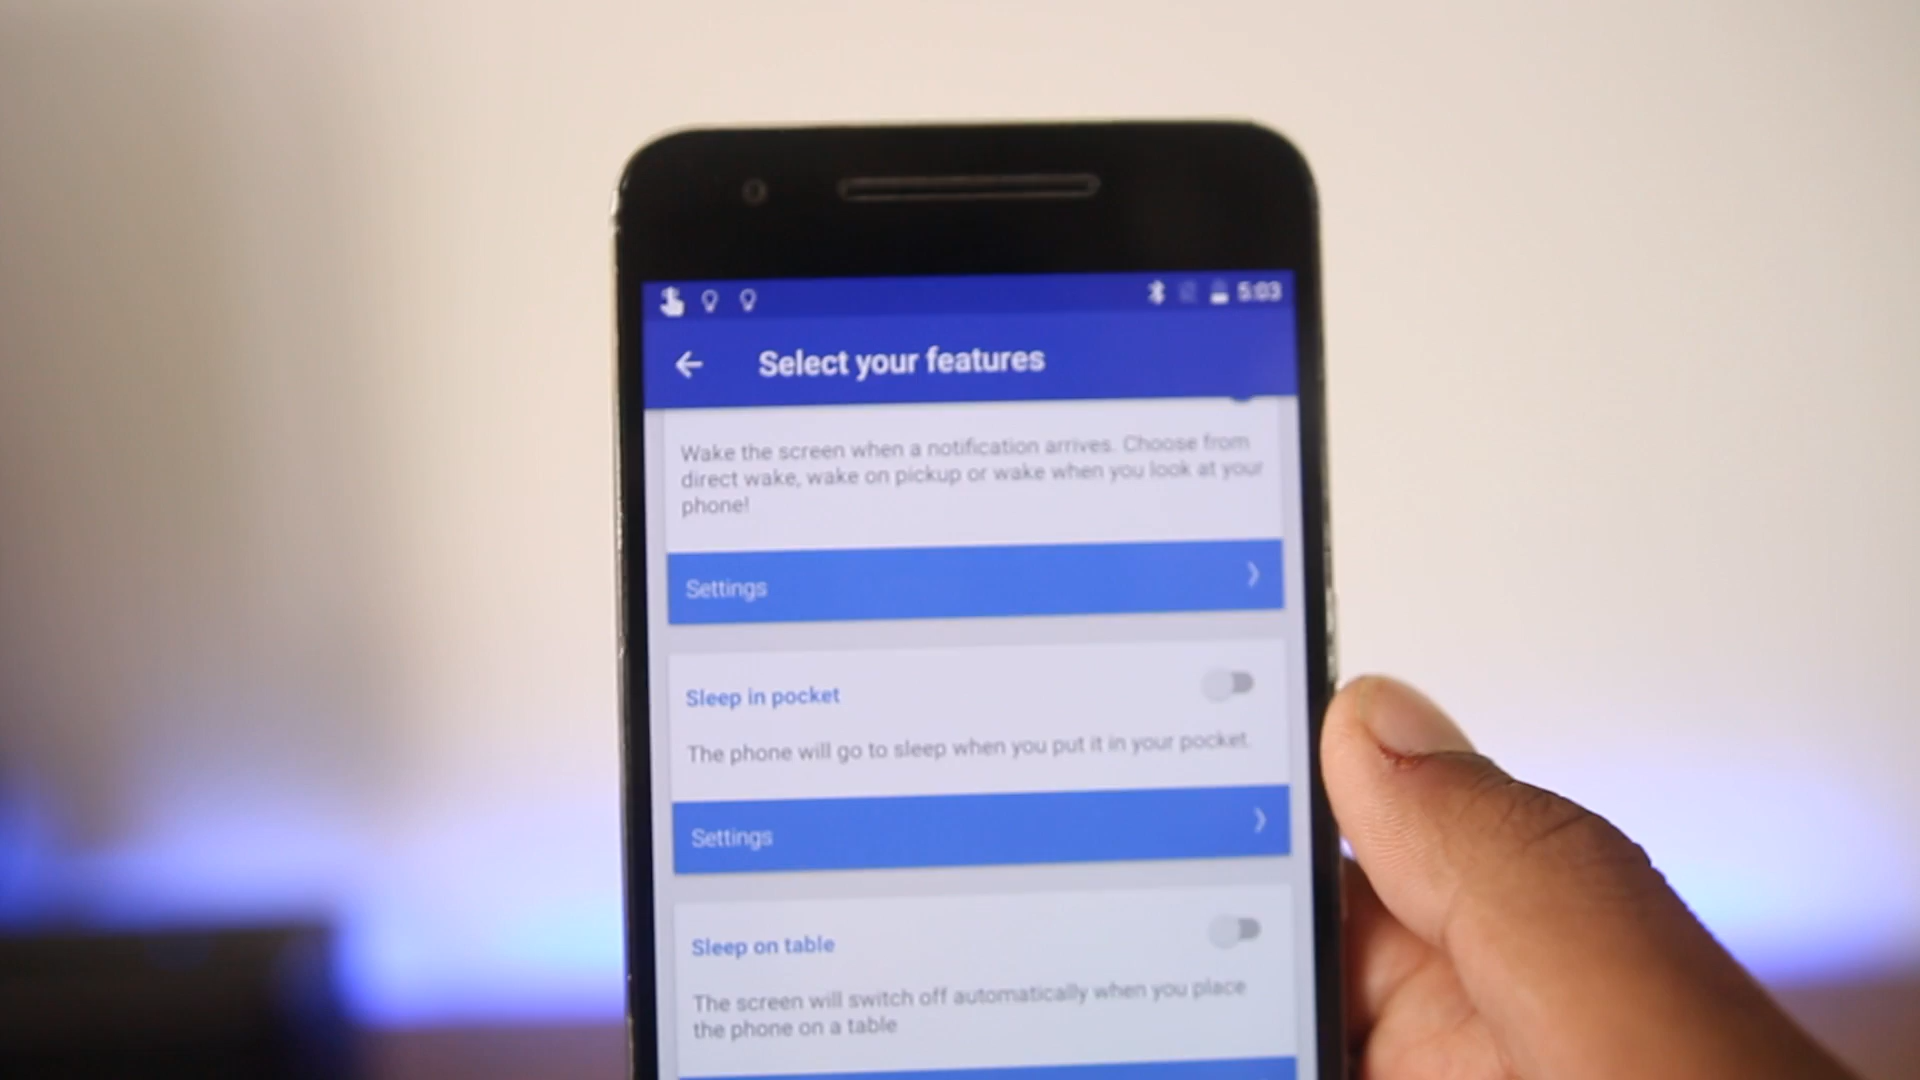 5:03
Select your features
Wake the screen when a notification arrives. Choose from
direct wake, wake on pickup or wake when you look at your
phone!
Settings
Sleep in pocket
The phone will go to sleep when you put it in your pocket.
Settings
Sleep on table
The screen will switch off automatically when you place
the phone on a table